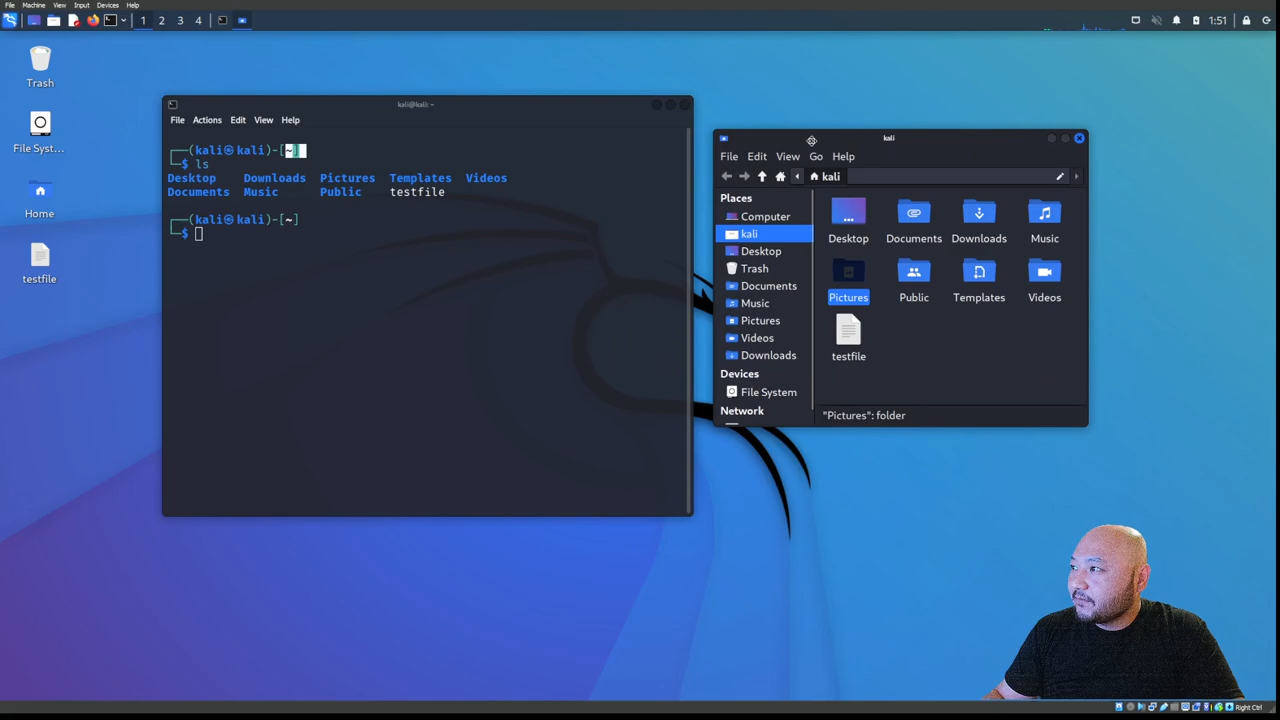 File Machine View Input Devices Help
1 2 3 4
1:51
Trash
File Syst...
Home
testfile
kali@kali: ~
File Actions Edit View Help
┌──(kali㉿kali)-[~]
└─$ ls
Desktop Downloads Pictures Templates Videos
Documents Music Public testfile
┌──(kali㉿kali)-[~]
└─$
kali
File Edit View Go Help
kali
Places
Computer
kali
Desktop
Trash
Documents
Music
Pictures
Videos
Downloads
Devices
File System
Network
Desktop Documents Downloads Music
Pictures Public Templates Videos
testfile
"Pictures": folder
Right Ctrl